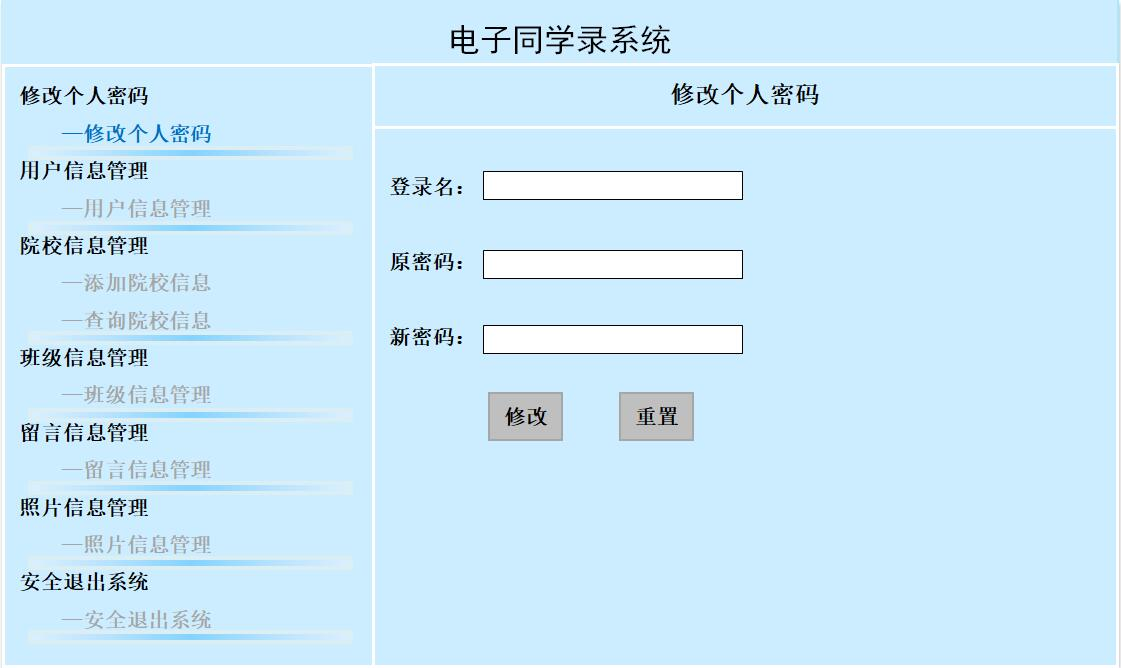 电子同学录系统
修改个人密码
—修改个人密码
用户信息管理
—用户信息管理
院校信息管理
—添加院校信息
—查询院校信息
班级信息管理
—班级信息管理
留言信息管理
—留言信息管理
照片信息管理
—照片信息管理
安全退出系统
—安全退出系统
修改个人密码
登录名：
原密码：
新密码：
修改 重置